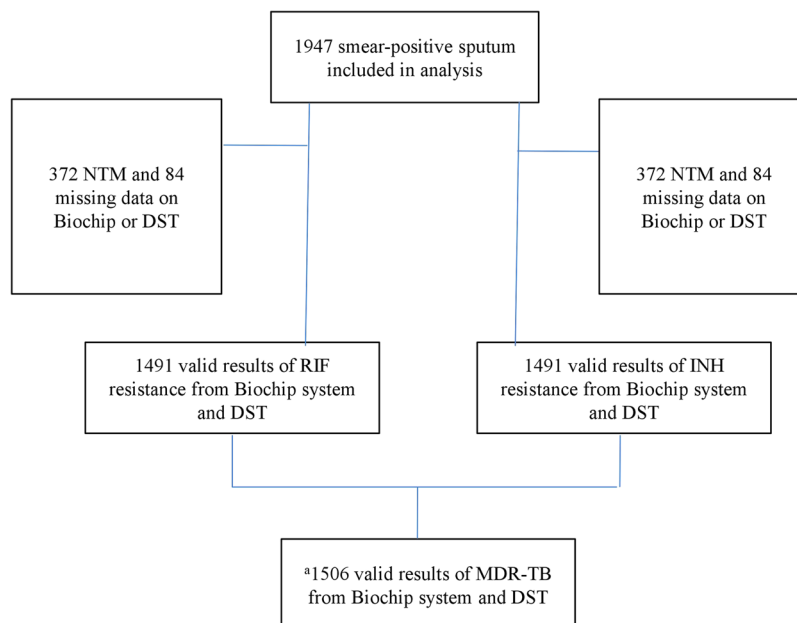 1947 smear-positive sputum
included in analysis
372 NTM and 84
missing data on
Biochip or DST
372 NTM and 84
missing data on
Biochip or DST
1491 valid results of RIF
resistance from Biochip system
and DST
1491 valid results of INH
resistance from Biochip system
and DST
ᵃ1506 valid results of MDR-TB
from Biochip system and DST